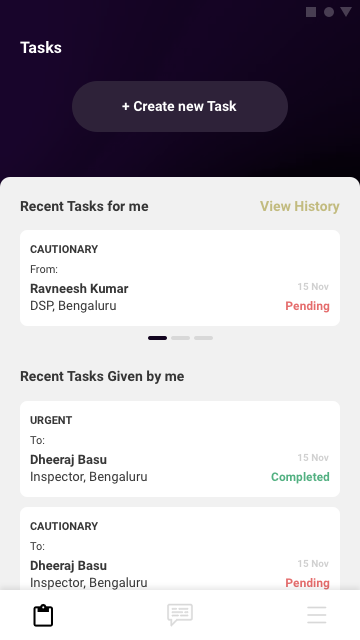 Tasks
+ Create new Task
Recent Tasks for me
View History
CAUTIONARY
From:
Ravneesh Kumar
15 Nov
DSP, Bengaluru
Pending
Recent Tasks Given by me
URGENT
To:
Dheeraj Basu
15 Nov
Inspector, Bengaluru
Completed
CAUTIONARY
To:
Dheeraj Basu
15 Nov
Inspector, Bengaluru
Pending